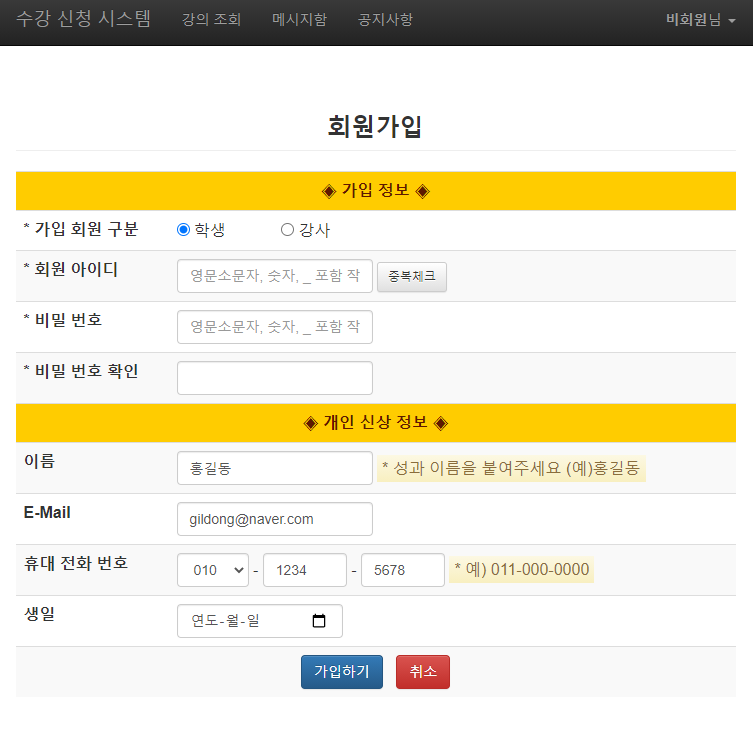 수강 신청 시스템 강의 조회 메시지함 공지사항 비회원님
회원가입
◈ 가입 정보 ◈
* 가입 회원 구분 학생 강사
* 회원 아이디 영문소문자, 숫자, _ 포함 작 중복체크
* 비밀 번호 영문소문자, 숫자, _ 포함 작
* 비밀 번호 확인
◈ 개인 신상 정보 ◈
이름 홍길동 * 성과 이름을 붙여주세요 (예)홍길동
E-Mail gildong@naver.com
휴대 전화 번호 010 - 1234 - 5678 * 예) 011-000-0000
생일 연도-월-일
가입하기 취소